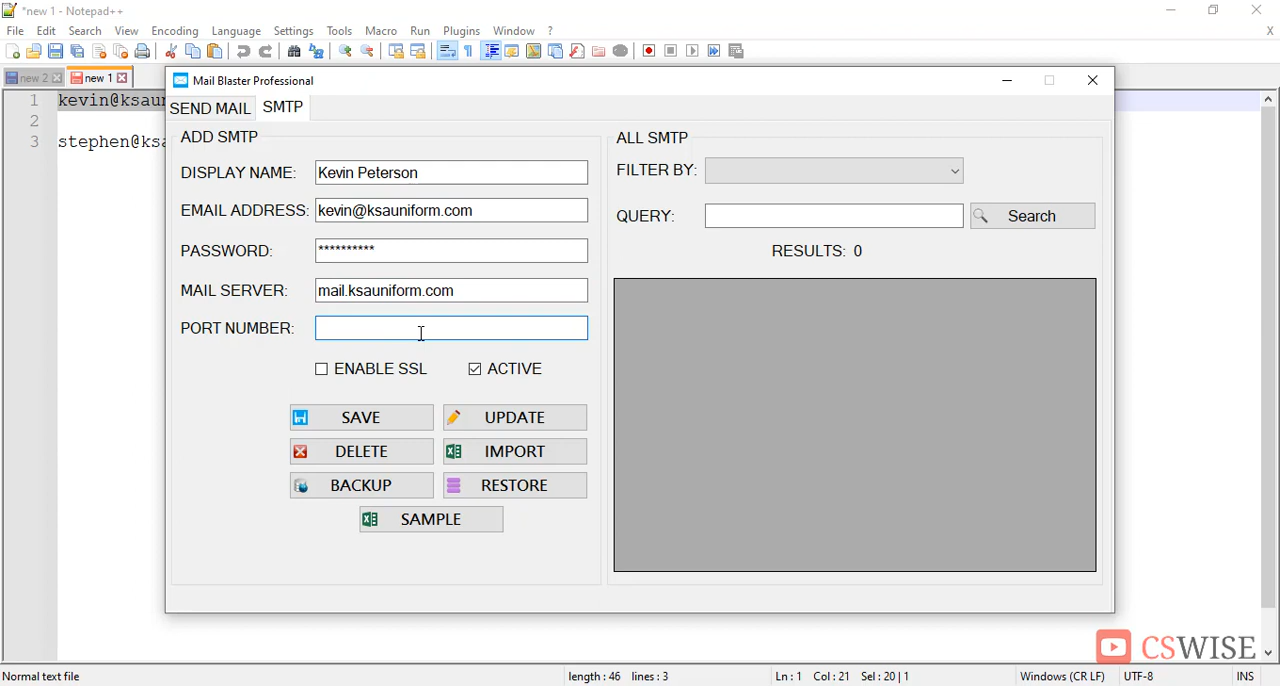 *new 1 - Notepad++
File Edit Search View Encoding Language Settings Tools Macro Run Plugins Window ? X
new 2 new 1
1 kevin@ksaun
2
3 stephen@ksa
Mail Blaster Professional
SEND MAIL SMTP
ADD SMTP
DISPLAY NAME: Kevin Peterson
EMAIL ADDRESS: kevin@ksauniform.com
PASSWORD: **********
MAIL SERVER: mail.ksauniform.com
PORT NUMBER:
ENABLE SSL ACTIVE
SAVE UPDATE
DELETE IMPORT
BACKUP RESTORE
SAMPLE
ALL SMTP
FILTER BY:
QUERY: Search
RESULTS: 0
CSWISE
Normal text file length : 46 lines : 3 Ln : 1 Col : 21 Sel : 20 | 1 Windows (CR LF) UTF-8 INS